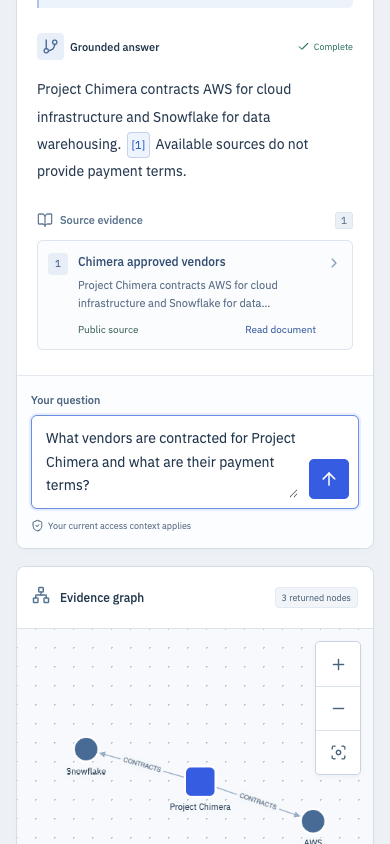 Grounded answer
Complete
Project Chimera contracts AWS for cloud
infrastructure and Snowflake for data
warehousing. [1] Available sources do not
provide payment terms.
Source evidence
1
1
Chimera approved vendors
Project Chimera contracts AWS for cloud
infrastructure and Snowflake for data...
Public source
Read document
Your question
What vendors are contracted for Project
Chimera and what are their payment
terms?
Your current access context applies
Evidence graph
3 returned nodes
Snowflake
CONTRACTS
Project Chimera
CONTRACTS
AWS